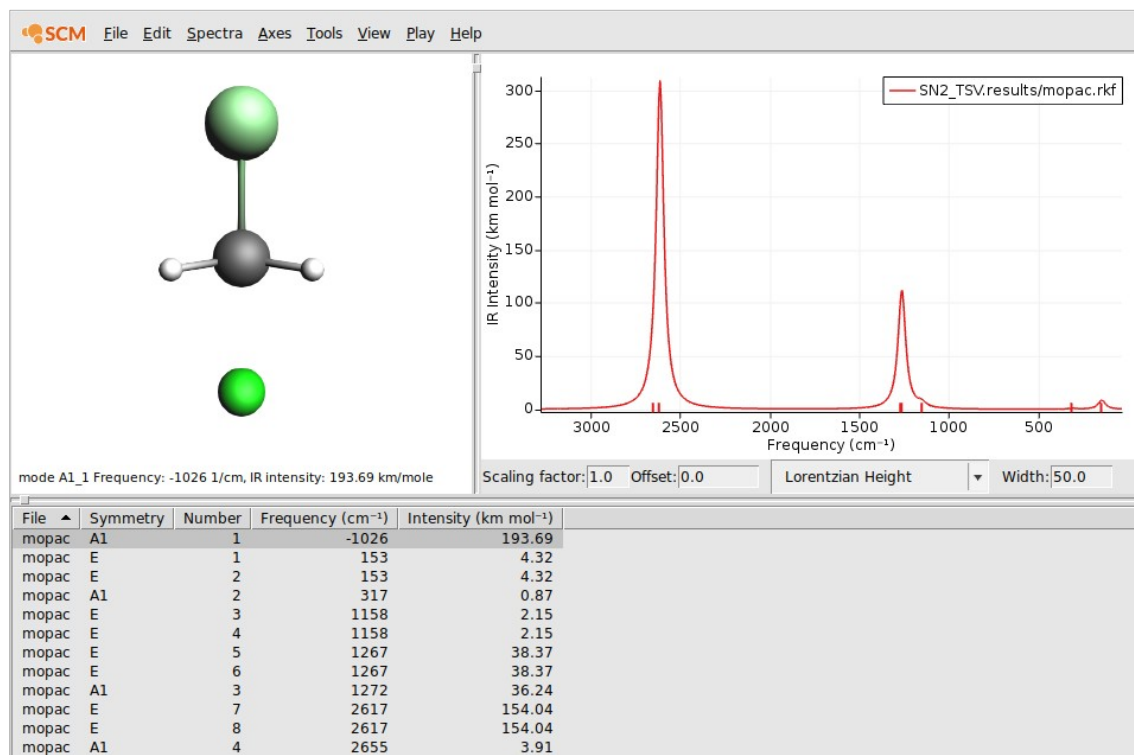 SCM File Edit Spectra Axes Tools View Play Help
SN2_TSV.results/mopac.rkf
IR Intensity (km mol⁻¹)
300
250
200
150
100
50
0
3000 2500 2000 1500 1000 500
Frequency (cm⁻¹)
mode A1_1 Frequency: -1026 1/cm, IR intensity: 193.69 km/mole
Scaling factor: 1.0 Offset: 0.0 Lorentzian Height Width: 50.0
File Symmetry Number Frequency (cm⁻¹) Intensity (km mol⁻¹)
mopac A1 1 -1026 193.69
mopac E 1 153 4.32
mopac E 2 153 4.32
mopac A1 2 317 0.87
mopac E 3 1158 2.15
mopac E 4 1158 2.15
mopac E 5 1267 38.37
mopac E 6 1267 38.37
mopac A1 3 1272 36.24
mopac E 7 2617 154.04
mopac E 8 2617 154.04
mopac A1 4 2655 3.91